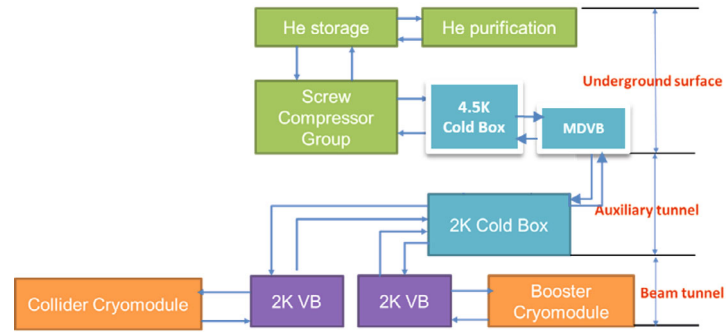 He storage
He purification
Underground surface
Screw
Compressor
Group
4.5K
Cold Box
MDVB
2K Cold Box
Auxiliary tunnel
Collider Cryomodule
2K VB
2K VB
Booster
Cryomodule
Beam tunnel